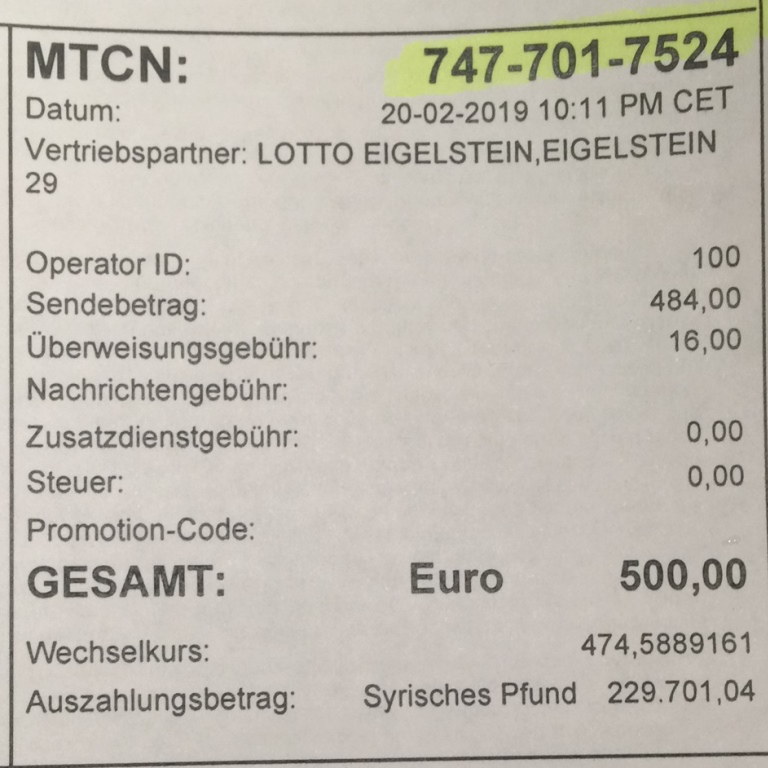 MTCN: 747-701-7524
Datum: 20-02-2019 10:11 PM CET
Vertriebspartner: LOTTO EIGELSTEIN,EIGELSTEIN
29
Operator ID: 100
Sendebetrag: 484,00
Überweisungsgebühr: 16,00
Nachrichtengebühr:
Zusatzdienstgebühr: 0,00
Steuer: 0,00
Promotion-Code:
GESAMT: Euro 500,00
Wechselkurs: 474,5889161
Auszahlungsbetrag: Syrisches Pfund 229.701,04